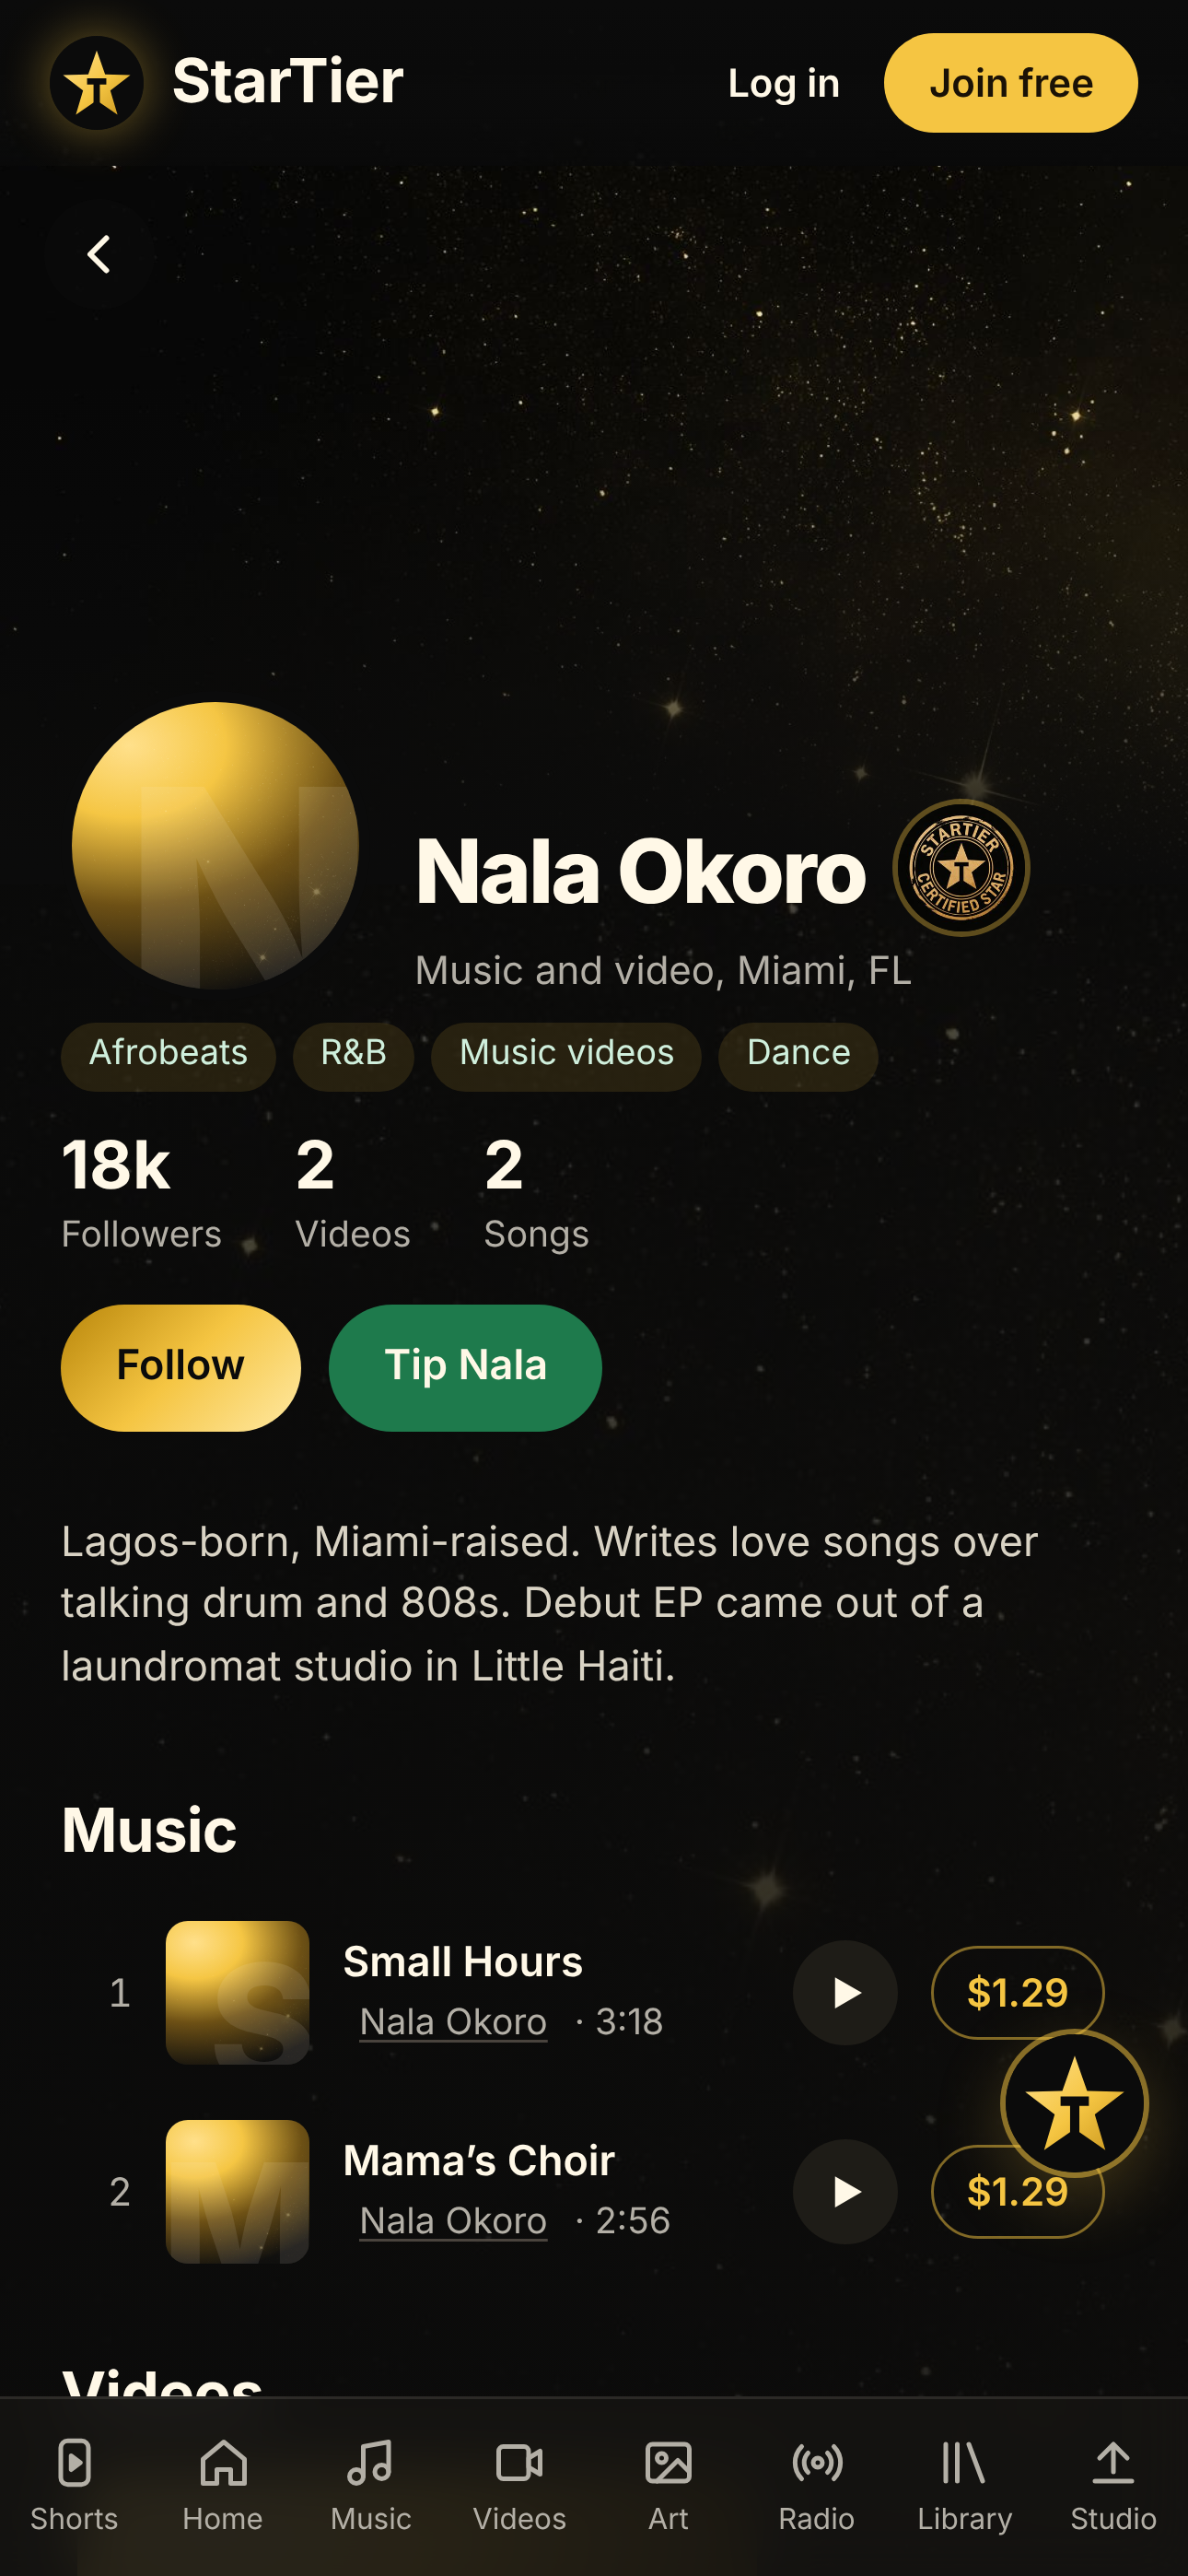 StarTier
Log in
Join free
N
Nala Okoro
STARTIER
CERTIFIED STAR
Music and video, Miami, FL
Afrobeats
R&B
Music videos
Dance
18k
2
2
Followers
Videos
Songs
Follow
Tip Nala
Lagos-born, Miami-raised. Writes love songs over
talking drum and 808s. Debut EP came out of a
laundromat studio in Little Haiti.
Music
1
S
Small Hours
Nala Okoro · 3:18
$1.29
T
2
M
Mama’s Choir
Nala Okoro · 2:56
$1.29
Videos
Shorts
Home
Music
Videos
Art
Radio
Library
Studio